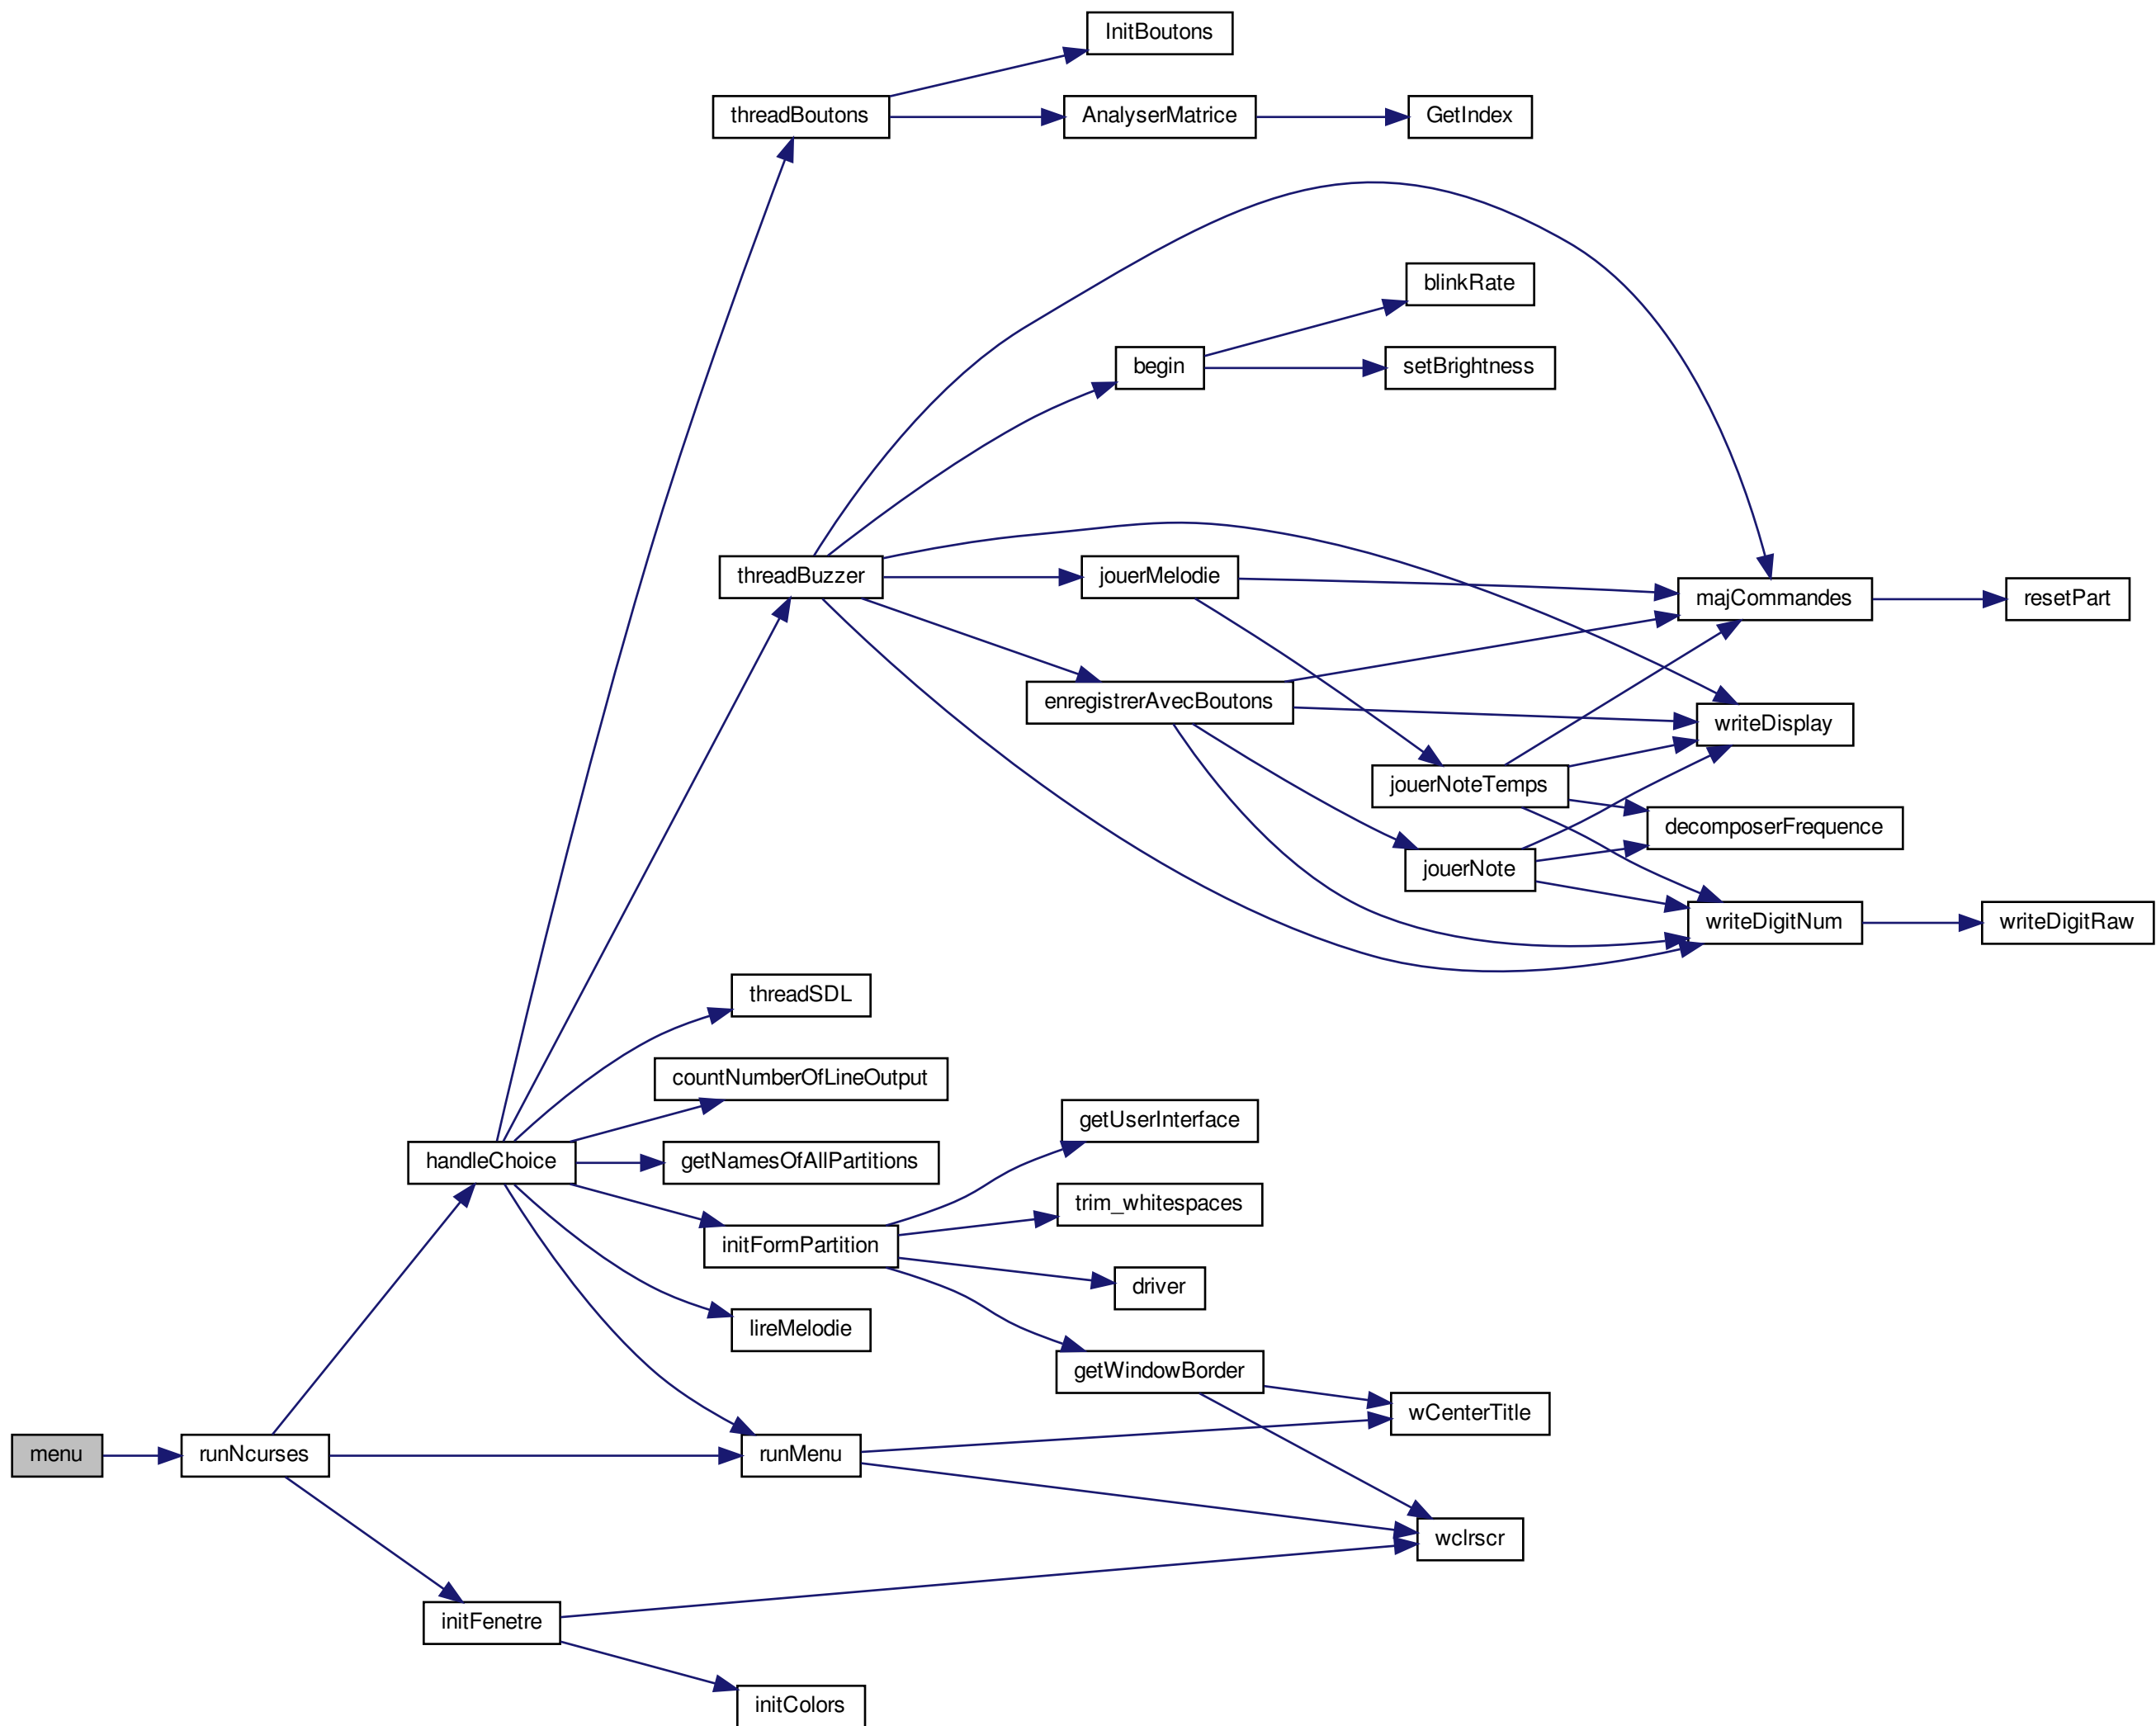 InitBoutons
threadBoutons
AnalyserMatrice
GetIndex
blinkRate
begin
setBrightness
threadBuzzer
jouerMelodie
majCommandes
resetPart
enregistrerAvecBoutons
writeDisplay
jouerNoteTemps
decomposerFrequence
jouerNote
writeDigitNum
writeDigitRaw
threadSDL
countNumberOfLineOutput
getUserInterface
handleChoice
getNamesOfAllPartitions
trim_whitespaces
initFormPartition
driver
lireMelodie
getWindowBorder
wCenterTitle
menu
runNcurses
runMenu
wclrscr
initFenetre
initColors